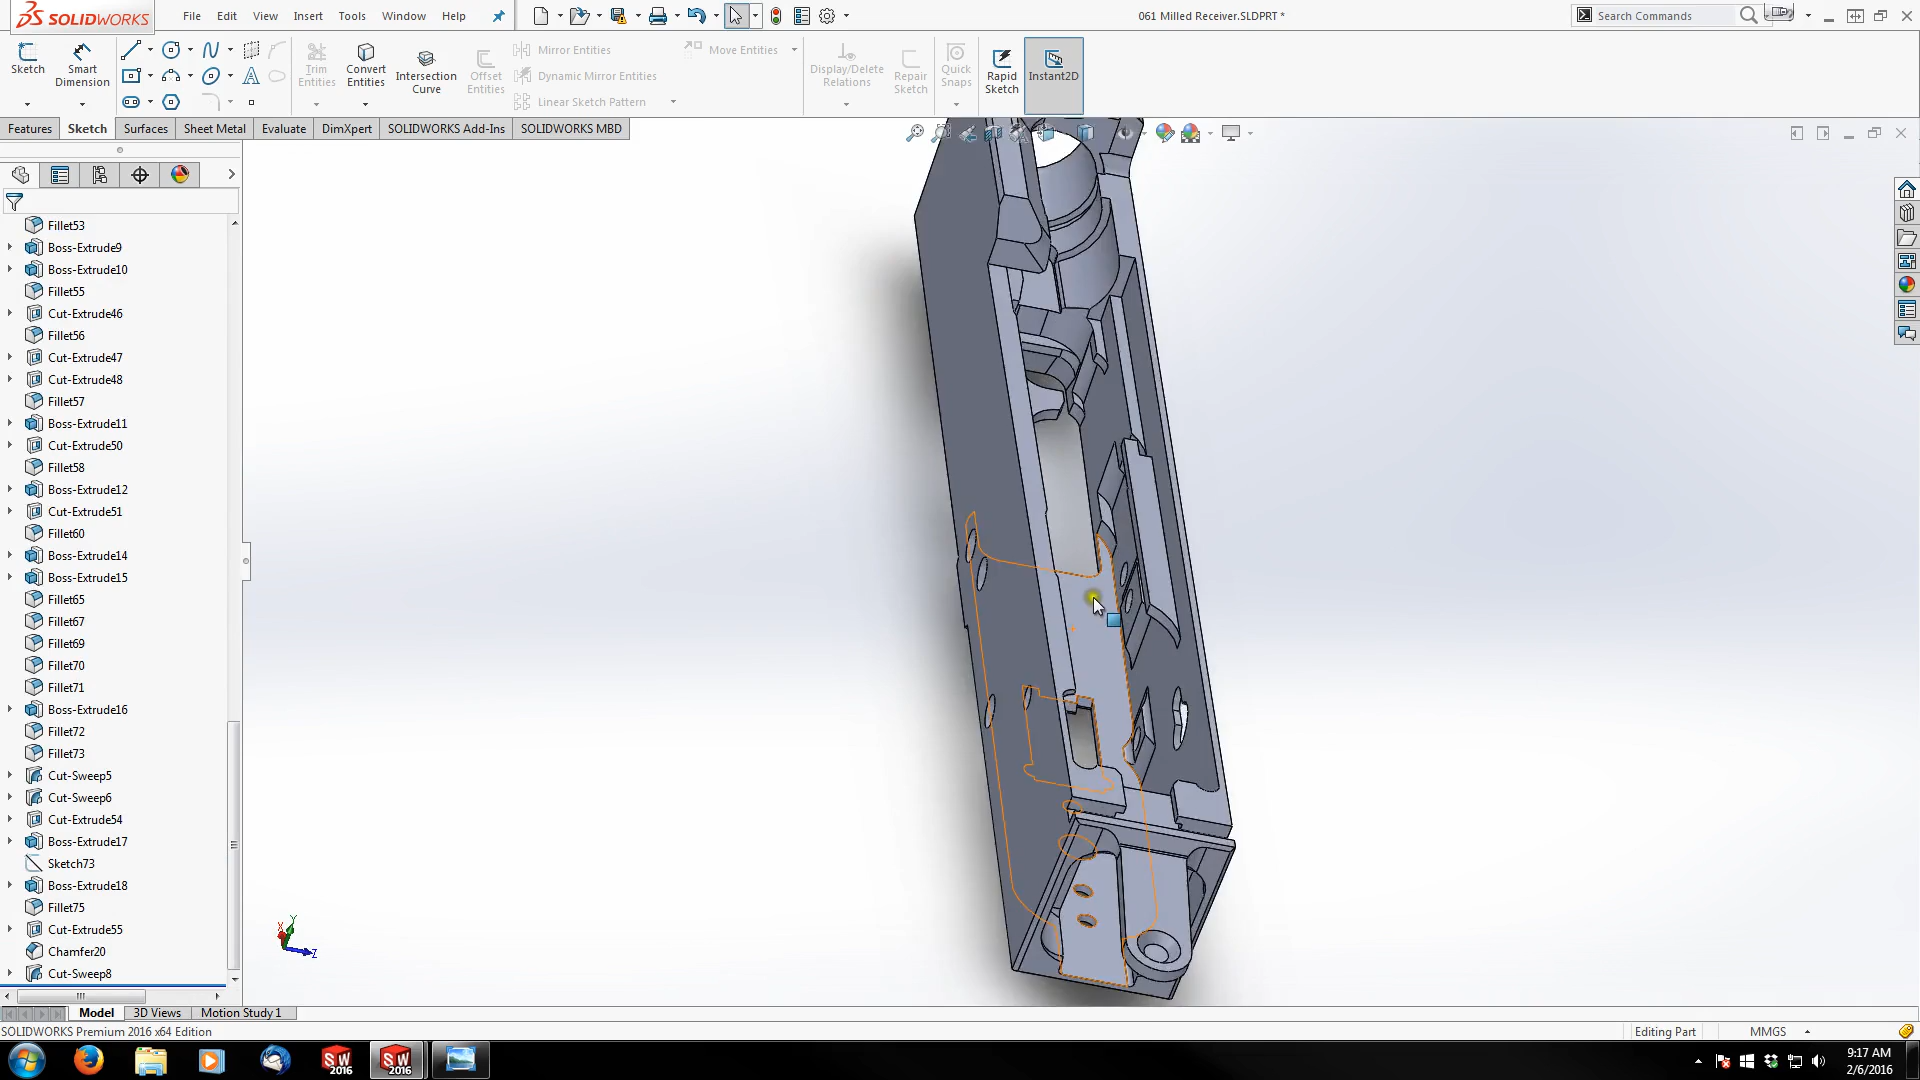 SOLIDWORKS File Edit View Insert Tools Window Help 061 Milled Receiver.SLDPRT * Search Commands
Sketch Smart Dimension Trim Entities Convert Entities Intersection Curve Offset Entities Mirror Entities Dynamic Mirror Entities Linear Sketch Pattern Move Entities Display/Delete Relations Repair Sketch Quick Snaps Rapid Sketch Instant2D
Features Sketch Surfaces Sheet Metal Evaluate DimXpert SOLIDWORKS Add-Ins SOLIDWORKS MBD
Fillet53
Boss-Extrude9
Boss-Extrude10
Fillet55
Cut-Extrude46
Fillet56
Cut-Extrude47
Cut-Extrude48
Fillet57
Boss-Extrude11
Cut-Extrude50
Fillet58
Boss-Extrude12
Cut-Extrude51
Fillet60
Boss-Extrude14
Boss-Extrude15
Fillet65
Fillet67
Fillet69
Fillet70
Fillet71
Boss-Extrude16
Fillet72
Fillet73
Cut-Sweep5
Cut-Sweep6
Cut-Extrude54
Boss-Extrude17
Sketch73
Boss-Extrude18
Fillet75
Cut-Extrude55
Chamfer20
Cut-Sweep8
Y
X
Z
Model 3D Views Motion Study 1
SOLIDWORKS Premium 2016 x64 Edition Editing Part MMGS
SW 2016 SW 2016 9:17 AM
2/6/2016